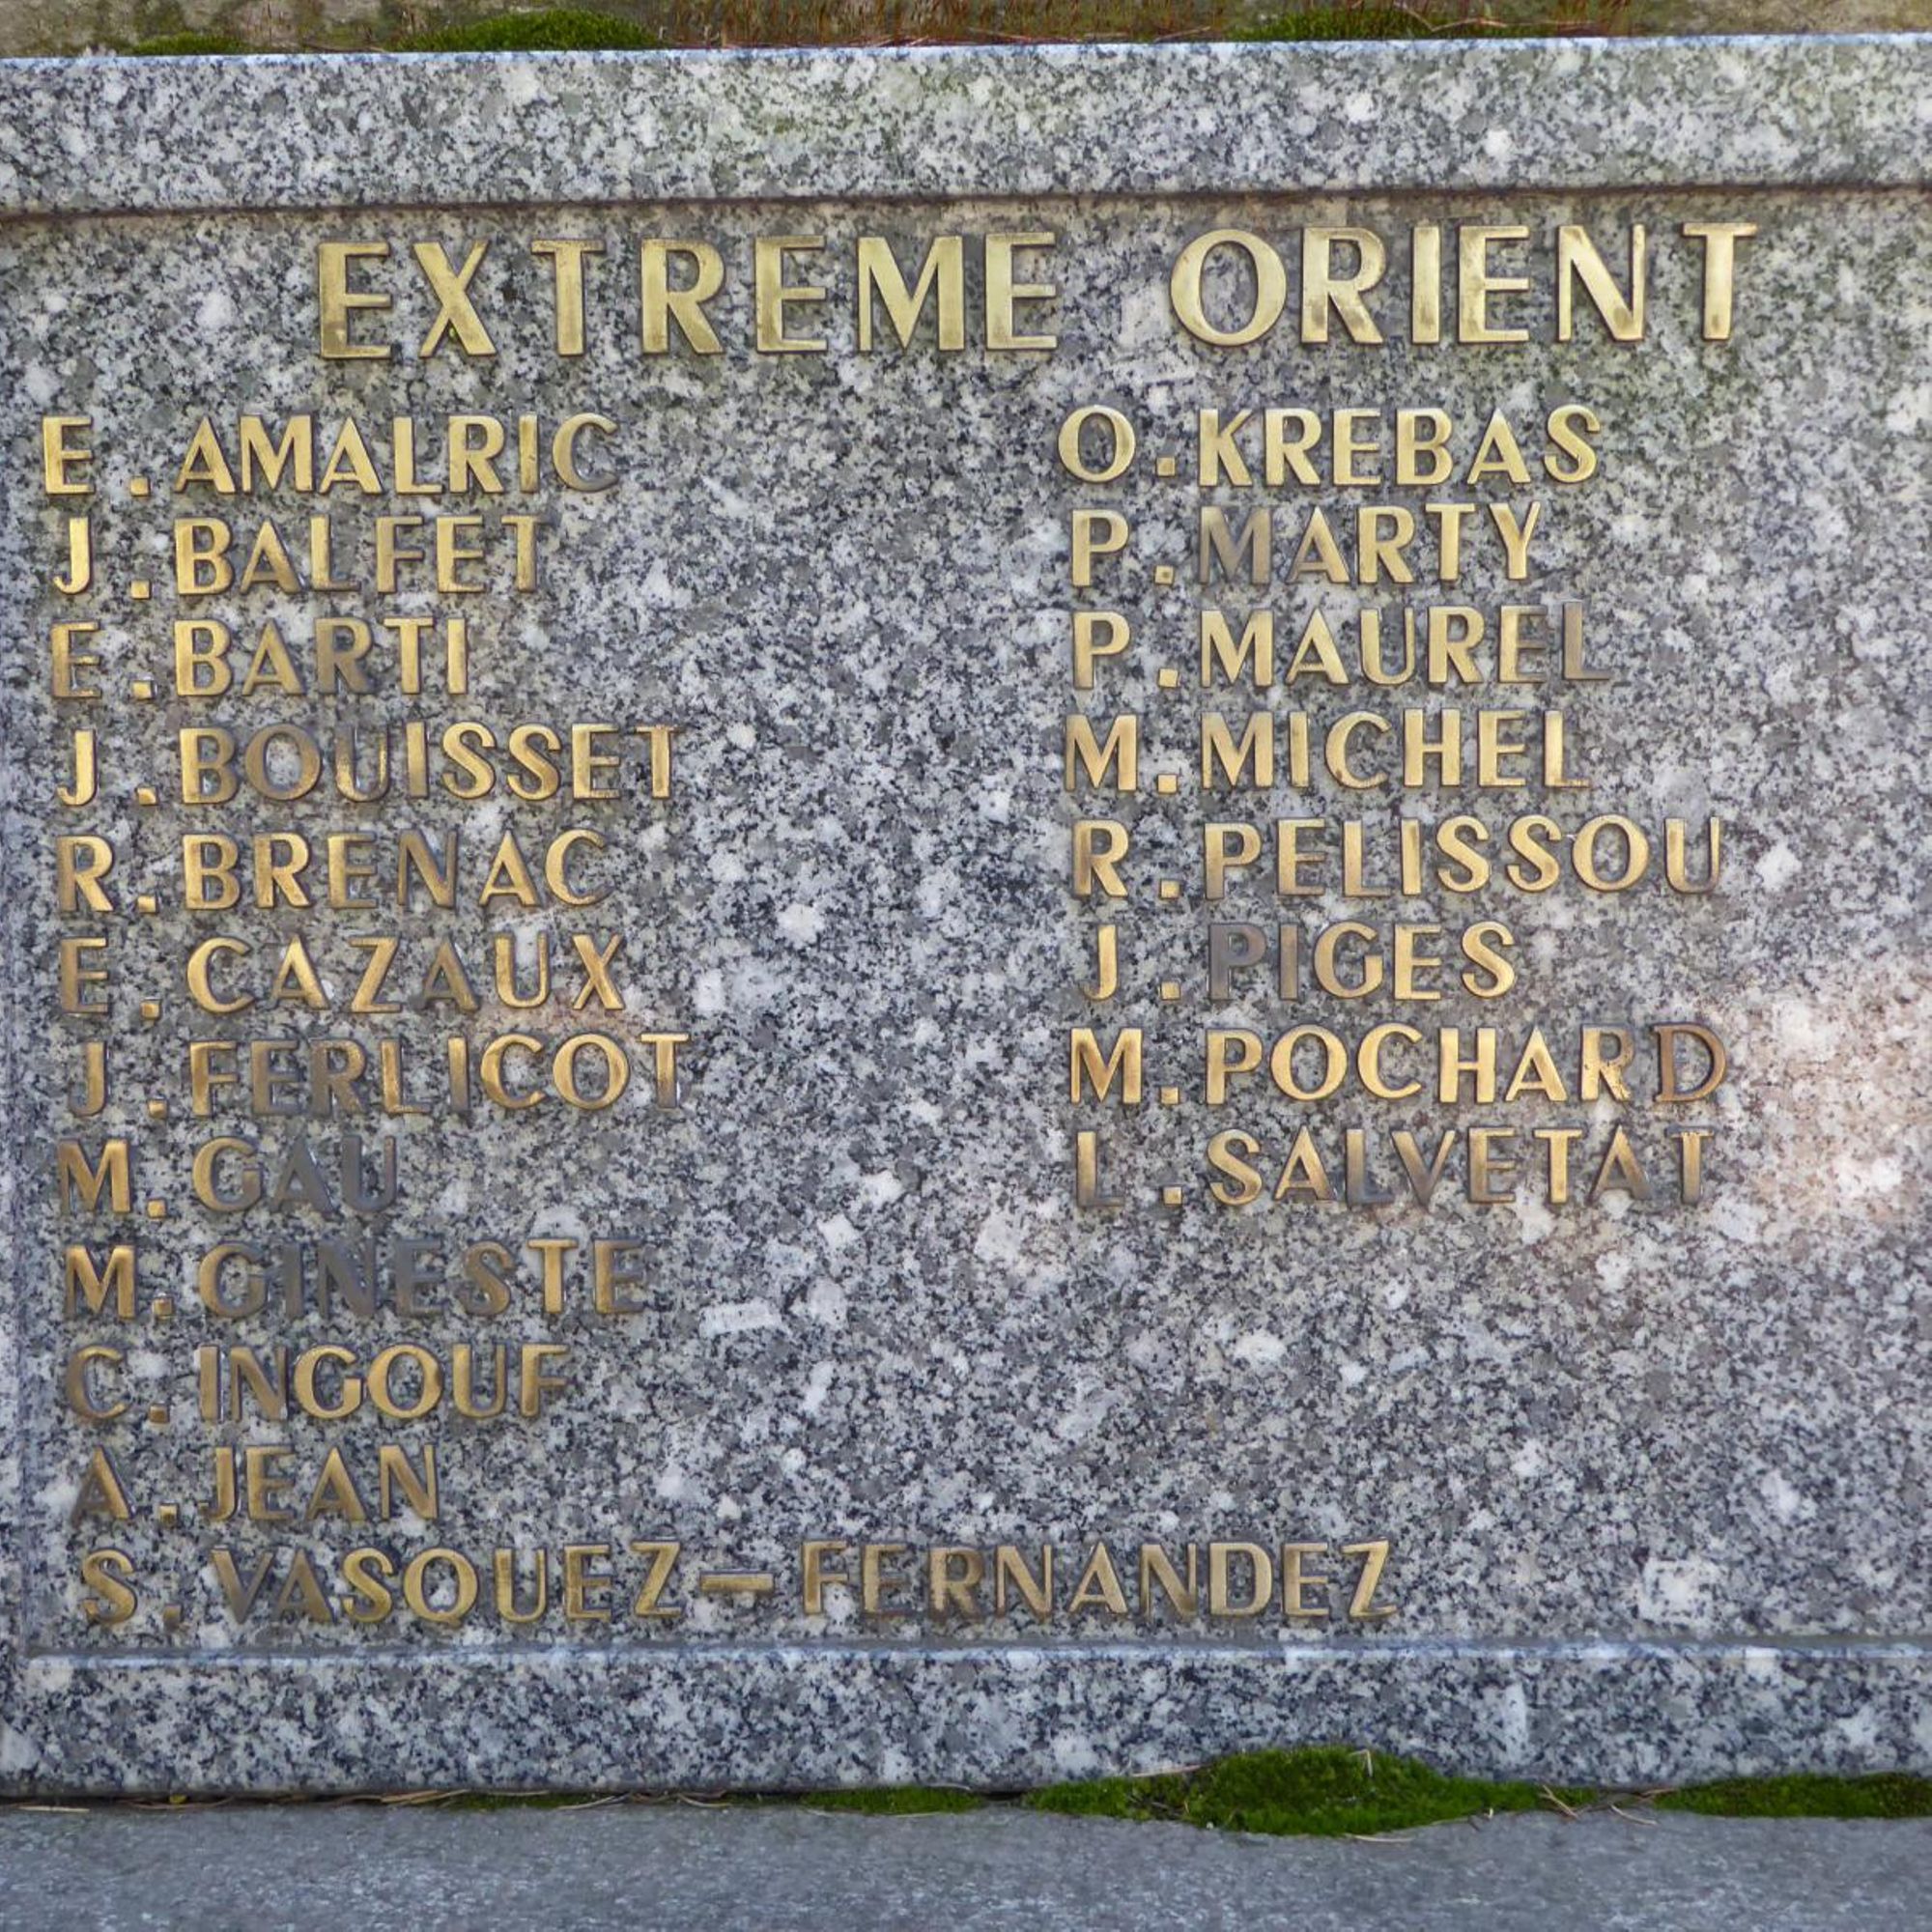 EXTREME ORIENT
E. AMALRIC
J. BALFET
E. BARTI
J. BOUISSET
R. BRENAC
E. CAZAUX
J. FERLICOT
M. GAU
M. GINESTE
C. INGOUF
A. JEAN
S. VASQUEZ-FERNANDEZ
O. KREBAS
P. MARTY
P. MAUREL
M. MICHEL
R. PELISSOU
J. PIGES
M. POCHARD
L. SALVETAT